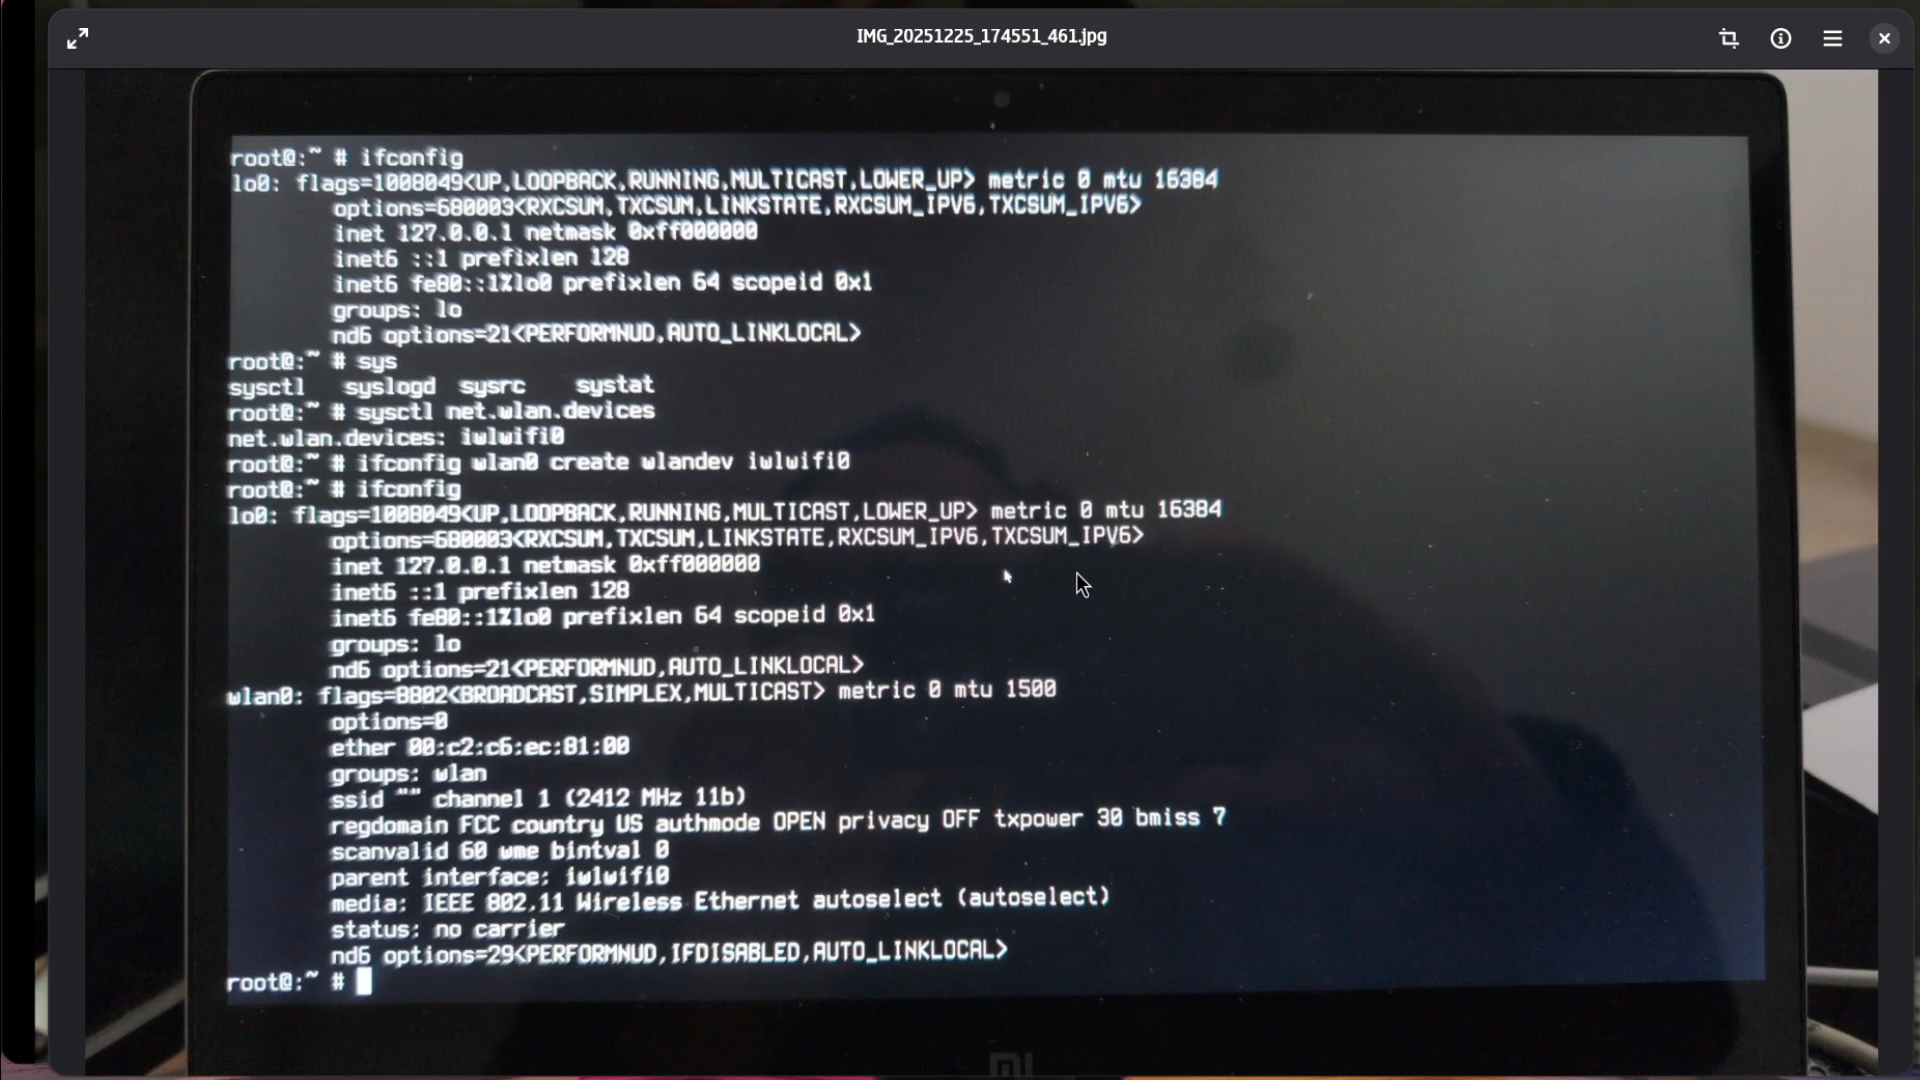 IMG_20251225_174551_461.jpg
root@:~ # ifconfig
lo0: flags=1008049<UP,LOOPBACK,RUNNING,MULTICAST,LOWER_UP> metric 0 mtu 16384
options=680003<RXCSUM,TXCSUM,LINKSTATE,RXCSUM_IPV6,TXCSUM_IPV6>
inet 127.0.0.1 netmask 0xff000000
inet6 ::1 prefixlen 128
inet6 fe80::1%lo0 prefixlen 64 scopeid 0x1
groups: lo
nd6 options=21<PERFORMNUD,AUTO_LINKLOCAL>
root@:~ # sys
sysctl syslogd sysrc systat
root@:~ # sysctl net.wlan.devices
net.wlan.devices: iwlwifi0
root@:~ # ifconfig wlan0 create wlandev iwlwifi0
root@:~ # ifconfig
lo0: flags=1008049<UP,LOOPBACK,RUNNING,MULTICAST,LOWER_UP> metric 0 mtu 16384
options=680003<RXCSUM,TXCSUM,LINKSTATE,RXCSUM_IPV6,TXCSUM_IPV6>
inet 127.0.0.1 netmask 0xff000000
inet6 ::1 prefixlen 128
inet6 fe80::1%lo0 prefixlen 64 scopeid 0x1
groups: lo
nd6 options=21<PERFORMNUD,AUTO_LINKLOCAL>
wlan0: flags=8802<BROADCAST,SIMPLEX,MULTICAST> metric 0 mtu 1500
options=0
ether 00:c2:c6:ec:81:00
groups: wlan
ssid "" channel 1 (2412 MHz 11b)
regdomain FCC country US authmode OPEN privacy OFF txpower 30 bmiss 7
scanvalid 60 wme bintval 0
parent interface: iwlwifi0
media: IEEE 802.11 Wireless Ethernet autoselect (autoselect)
status: no carrier
nd6 options=29<PERFORMNUD,IFDISABLED,AUTO_LINKLOCAL>
root@:~ #
mi